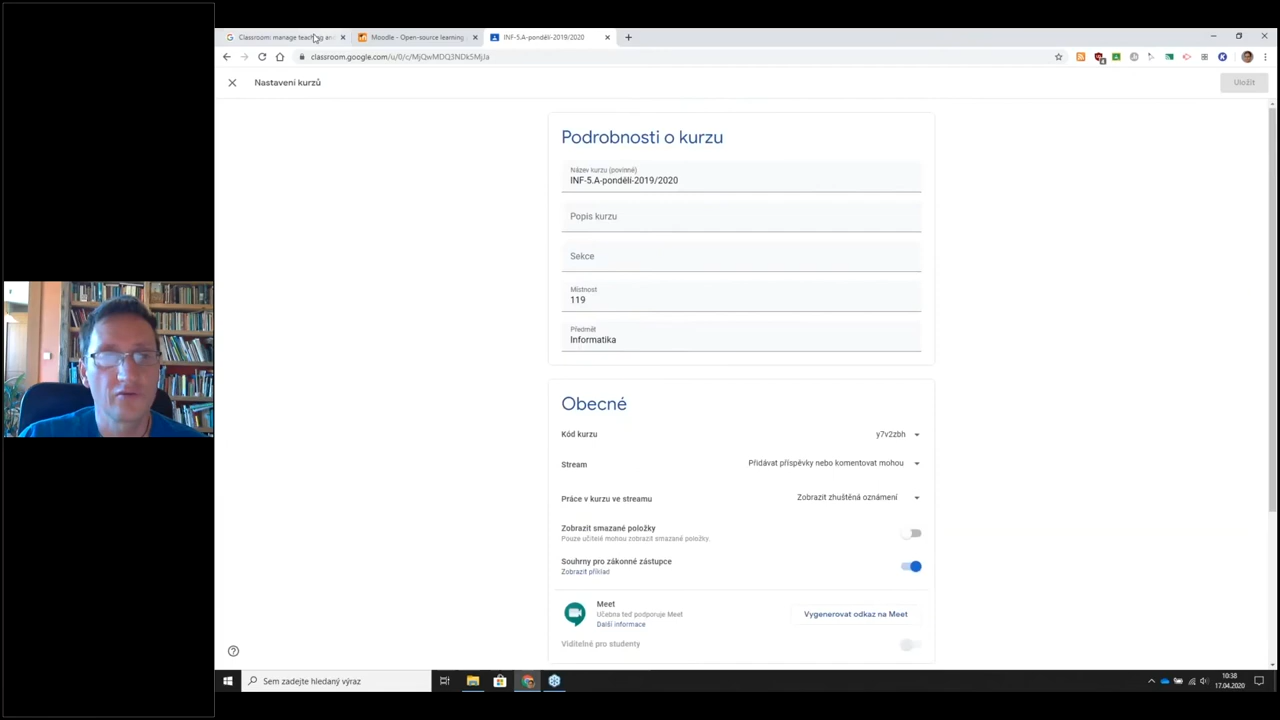 Classroom: manage teaching an
Moodle - Open-source learning
INF-5.A-pondělí-2019/2020
classroom.google.com/u/0/c/MjQwMDQ3NDk5MjJa
Nastavení kurzů
Uložit
Podrobnosti o kurzu
Název kurzu (povinné)
INF-5.A-pondělí-2019/2020
Popis kurzu
Sekce
Místnost
119
Předmět
Informatika
Obecné
Kód kurzu
y7v2zbh
Stream
Přidávat příspěvky nebo komentovat mohou
Práce v kurzu ve streamu
Zobrazit zhuštěná oznámení
Zobrazit smazané položky
Pouze učitelé mohou zobrazit smazané položky.
Souhrny pro zákonné zástupce
Zobrazit příklad
Meet
Učebna teď podporuje Meet
Další informace
Vygenerovat odkaz na Meet
Viditelné pro studenty
Sem zadejte hledaný výraz
10:38
17.04.2020